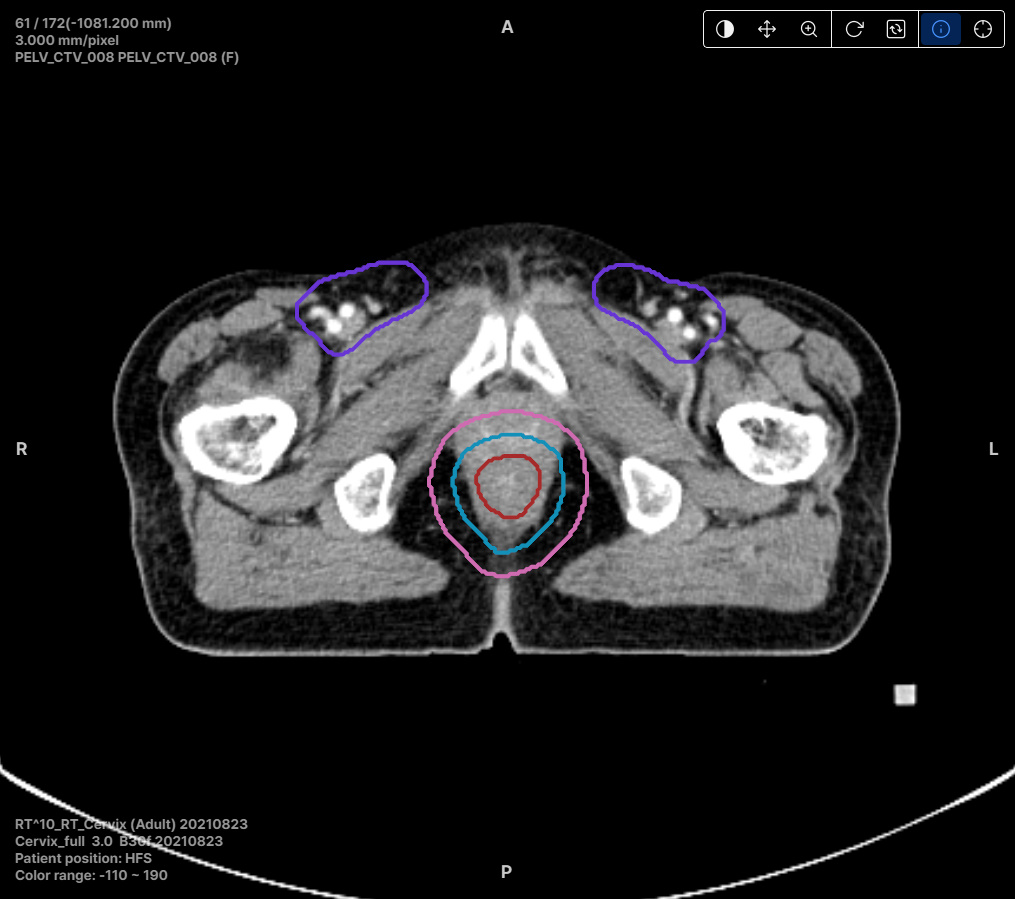 61 / 172(-1081.200 mm)
3.000 mm/pixel
PELV_CTV_008 PELV_CTV_008 (F)
A
R
L
RT^10_RT_Cervix (Adult) 20210823
Cervix_full 3.0 B30f,20210823
Patient position: HFS
Color range: -110 ~ 190
P